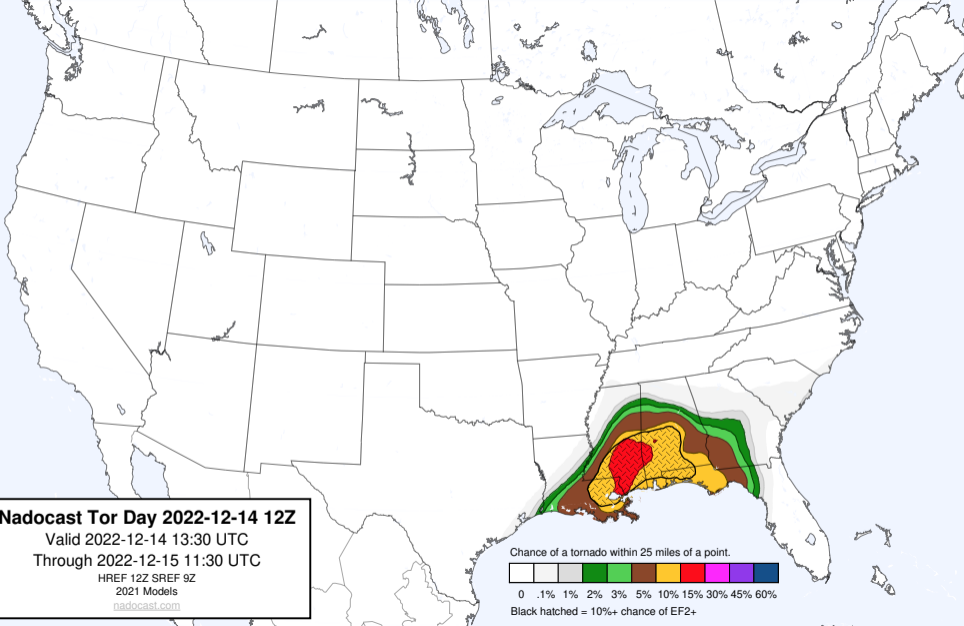 Nadocast Tor Day 2022-12-14 12Z
Valid 2022-12-14 13:30 UTC
Through 2022-12-15 11:30 UTC
HREF 12Z SREF 9Z
2021 Models
nadocast.com
Chance of a tornado within 25 miles of a point.
0 .1% 1% 2% 3% 5% 10% 15% 30% 45% 60%
Black hatched = 10%+ chance of EF2+